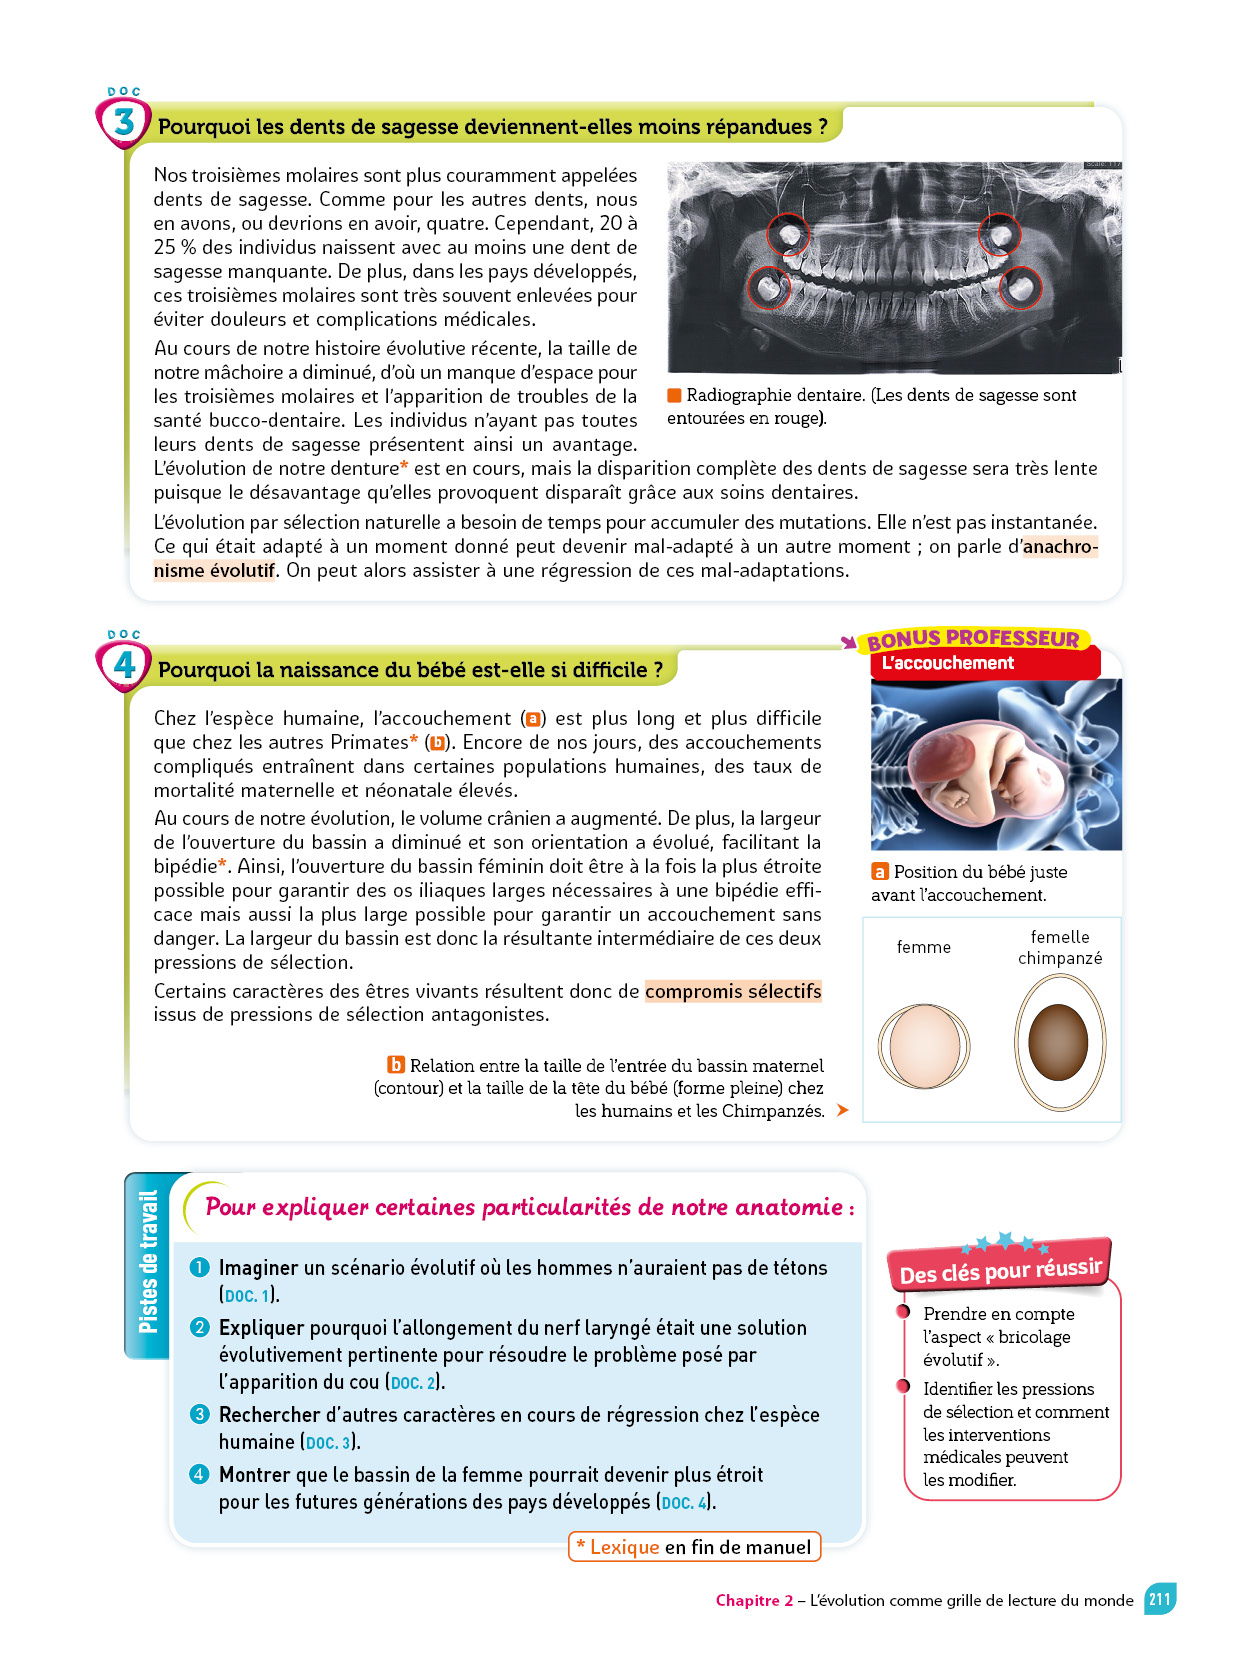 DOC
3
Pourquoi les dents de sagesse deviennent-elles moins répandues ?
Nos troisièmes molaires sont plus couramment appelées
dents de sagesse. Comme pour les autres dents, nous
en avons, ou devrions en avoir, quatre. Cependant, 20 à
25 % des individus naissent avec au moins une dent de
sagesse manquante. De plus, dans les pays développés,
ces troisièmes molaires sont très souvent enlevées pour
éviter douleurs et complications médicales.
Au cours de notre histoire évolutive récente, la taille de
notre mâchoire a diminué, d'où un manque d'espace pour
les troisièmes molaires et l'apparition de troubles de la
santé bucco-dentaire. Les individus n'ayant pas toutes
leurs dents de sagesse présentent ainsi un avantage.
L'évolution de notre denture* est en cours, mais la disparition complète des dents de sagesse sera très lente
puisque le désavantage qu'elles provoquent disparaît grâce aux soins dentaires.
L'évolution par sélection naturelle a besoin de temps pour accumuler des mutations. Elle n'est pas instantanée.
Ce qui était adapté à un moment donné peut devenir mal-adapté à un autre moment ; on parle d'anachro-
nisme évolutif. On peut alors assister à une régression de ces mal-adaptations.
Radiographie dentaire. (Les dents de sagesse sont
entourées en rouge).
DOC
4
Pourquoi la naissance du bébé est-elle si difficile ?
Chez l'espèce humaine, l'accouchement (a) est plus long et plus difficile
que chez les autres Primates* (b). Encore de nos jours, des accouchements
compliqués entraînent dans certaines populations humaines, des taux de
mortalité maternelle et néonatale élevés.
Au cours de notre évolution, le volume crânien a augmenté. De plus, la largeur
de l'ouverture du bassin a diminué et son orientation a évolué, facilitant la
bipédie*. Ainsi, l'ouverture du bassin féminin doit être à la fois la plus étroite
possible pour garantir des os iliaques larges nécessaires à une bipédie effi-
cace mais aussi la plus large possible pour garantir un accouchement sans
danger. La largeur du bassin est donc la résultante intermédiaire de ces deux
pressions de sélection.
Certains caractères des êtres vivants résultent donc de compromis sélectifs
issus de pressions de sélection antagonistes.
BONUS PROFESSEUR
L'accouchement
a Position du bébé juste
avant l'accouchement.
femme
femelle
chimpanzé
b Relation entre la taille de l'entrée du bassin maternel
(contour) et la taille de la tête du bébé (forme pleine) chez
les humains et les Chimpanzés.
Pistes de travail
Pour expliquer certaines particularités de notre anatomie :
1 Imaginer un scénario évolutif où les hommes n'auraient pas de tétons
(DOC. 1).
2 Expliquer pourquoi l'allongement du nerf laryngé était une solution
évolutivement pertinente pour résoudre le problème posé par
l'apparition du cou (DOC. 2).
3 Rechercher d'autres caractères en cours de régression chez l'espèce
humaine (DOC. 3).
4 Montrer que le bassin de la femme pourrait devenir plus étroit
pour les futures générations des pays développés (DOC. 4).
* Lexique en fin de manuel
Des clés pour réussir
Prendre en compte
l'aspect « bricolage
évolutif ».
Identifier les pressions
de sélection et comment
les interventions
médicales peuvent
les modifier.
Chapitre 2 – L'évolution comme grille de lecture du monde
211